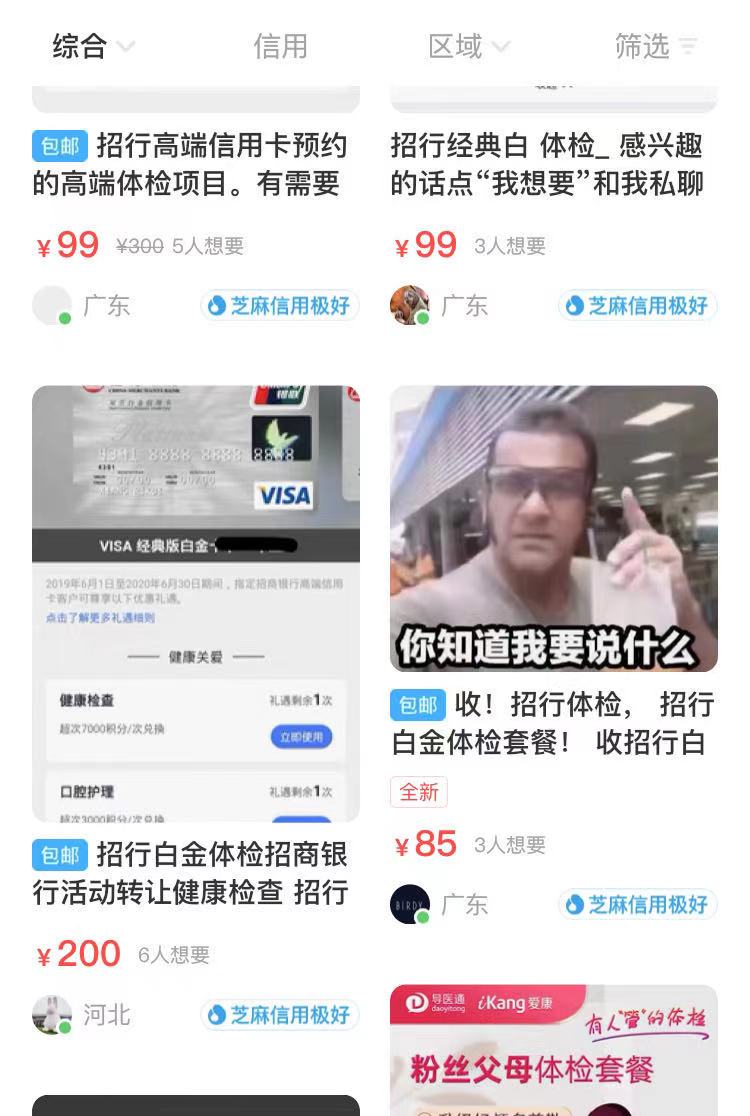 综合
信用
区域
筛选
包邮 招行高端信用卡预约
的高端体检项目。有需要
¥99 ¥300 5人想要
广东
芝麻信用极好
招行经典白 体检_ 感兴趣
的话点“我想要”和我私聊
¥99 3人想要
广东
芝麻信用极好
VISA
VISA 经典版白金卡
2019年6月1日至2020年6月30日期间，指定招商银行高端信用
卡客户可尊享以下优惠礼遇。
点击了解更多礼遇细则
健康关爱
健康检查
礼遇剩余1次
超次7000积分/次兑换
立即使用
口腔护理
礼遇剩余1次
超次3000积分/次兑换
包邮 招行白金体检招商银
行活动转让健康检查 招行
¥200 6人想要
河北
芝麻信用极好
你知道我要说什么
包邮 收！招行体检， 招行
白金体检套餐！ 收招行白
全新
¥85 3人想要
BIRDY
广东
芝麻信用极好
导医通
daoyitong
iKang爱康
有人“管”的体检
粉丝父母体检套餐